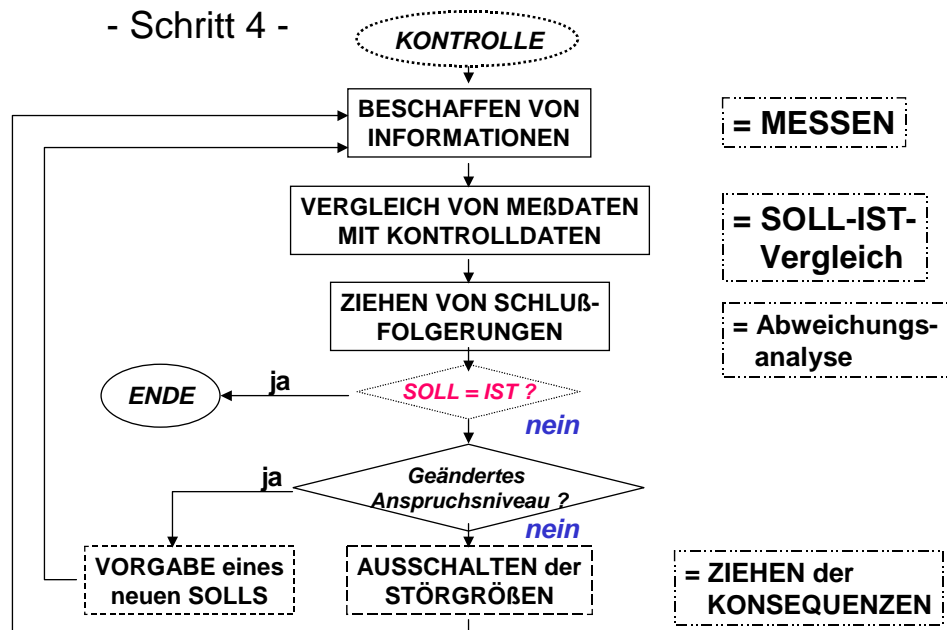 - Schritt 4 -
KONTROLLE
BESCHAFFEN VON
INFORMATIONEN
= MESSEN
VERGLEICH VON MEßDATEN
MIT KONTROLLDATEN
= SOLL-IST-
Vergleich
ZIEHEN VON SCHLUß-
FOLGERUNGEN
= Abweichungs-
analyse
ja
ENDE
SOLL = IST ?
nein
ja
Geändertes
Anspruchsniveau ?
nein
VORGABE eines
neuen SOLLS
AUSSCHALTEN der
STÖRGRÖßEN
= ZIEHEN der
KONSEQUENZEN